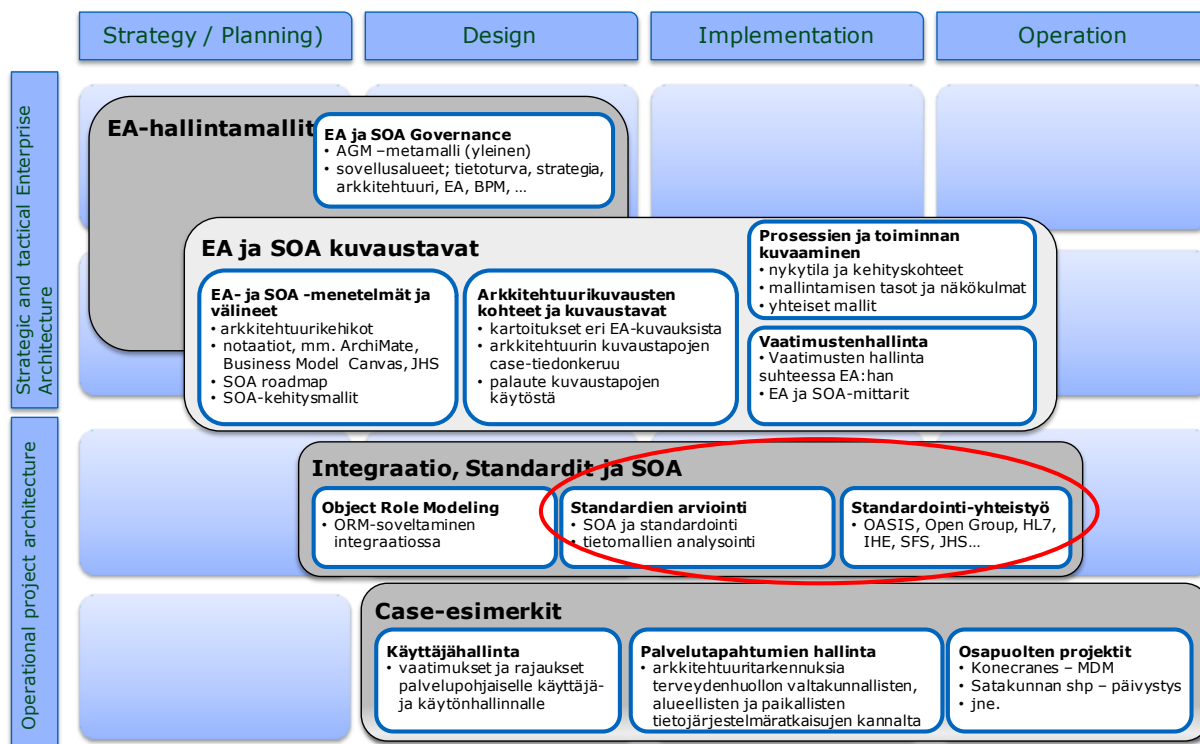 Strategy / Planning)
Design
Implementation
Operation
Strategic and tactical Enterprise
Architecture
EA-hallintamallit
EA ja SOA Governance
• AGM –metamalli (yleinen)
• sovellusalueet; tietoturva, strategia,
arkkitehtuuri, EA, BPM, …
EA ja SOA kuvaustavat
EA- ja SOA -menetelmät ja
välineet
• arkkitehtuurikehikot
• notaatiot, mm. ArchiMate,
Business Model Canvas, JHS
• SOA roadmap
• SOA-kehitysmallit
Arkkitehtuurikuvausten
kohteet ja kuvaustavat
• kartoitukset eri EA-kuvauksista
• arkkitehtuurin kuvaustapojen
case-tiedonkeruu
• palaute kuvaustapojen
käytöstä
Prosessien ja toiminnan
kuvaaminen
• nykytila ja kehityskohteet
• mallintamisen tasot ja näkökulmat
• yhteiset mallit
Vaatimustenhallinta
• Vaatimusten hallinta
suhteessa EA:han
• EA ja SOA-mittarit
Operational project architecture
Integraatio, Standardit ja SOA
Object Role Modeling
• ORM-soveltaminen
integraatiossa
Standardien arviointi
• SOA ja standardointi
• tietomallien analysointi
Standardointi-yhteistyö
• OASIS, Open Group, HL7,
IHE, SFS, JHS…
Case-esimerkit
Käyttäjähallinta
• vaatimukset ja rajaukset
palvelupohjaiselle käyttäjä-
ja käytönhallinnalle
Palvelutapahtumien hallinta
• arkkitehtuuritarkennuksia
terveydenhuollon valtakunnallisten,
alueellisten ja paikallisten
tietojärjestelmäratkaisujen kannalta
Osapuolten projektit
• Konecranes – MDM
• Satakunnan shp – päivystys
• jne.